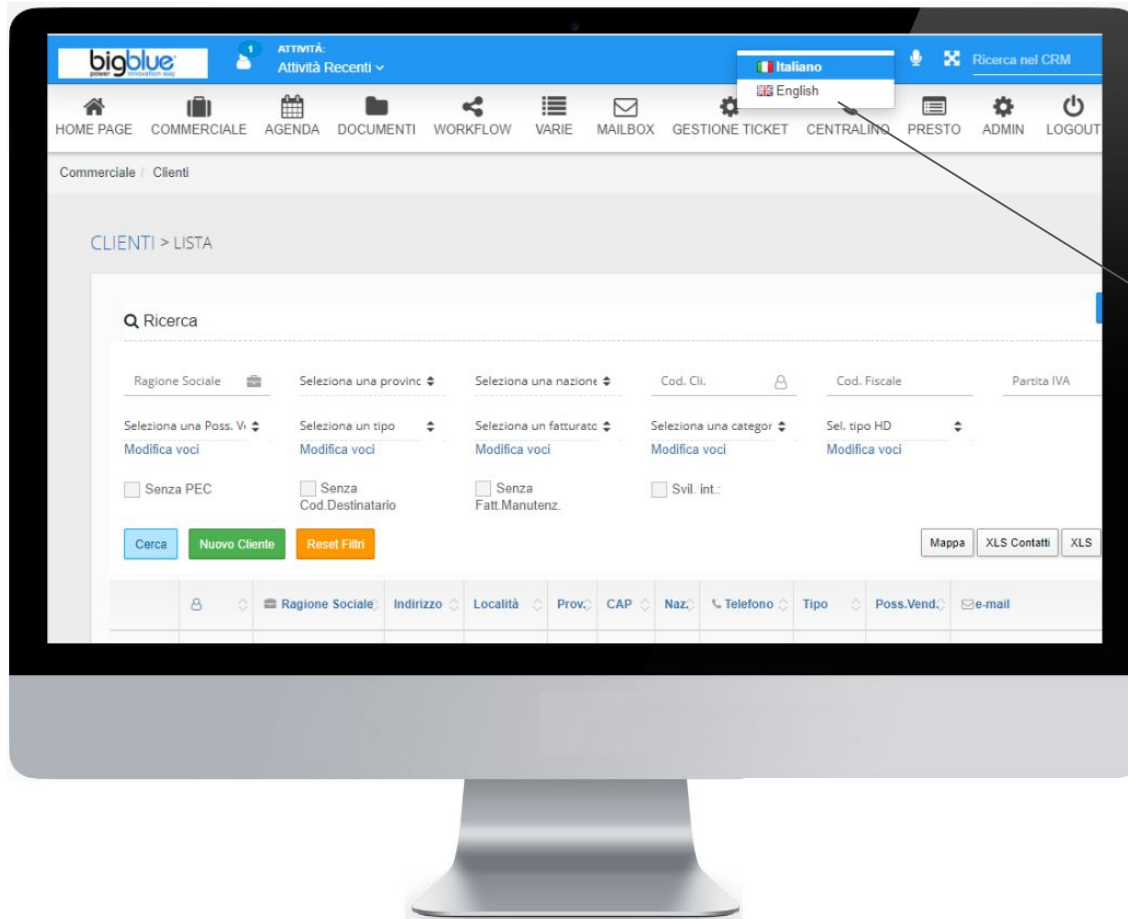 bigblue
power innovation way
1
ATTIVITÀ:
Attività Recenti
Italiano
English
Ricerca nel CRM
HOME PAGE COMMERCIALE AGENDA DOCUMENTI WORKFLOW VARIE MAILBOX GESTIONE TICKET CENTRALINO PRESTO ADMIN LOGOUT
Commerciale / Clienti
CLIENTI > LISTA
Ricerca
Ragione Sociale Seleziona una provinc Seleziona una nazione Cod. Cli. Cod. Fiscale Partita IVA
Seleziona una Poss. Seleziona un tipo Seleziona un fatturato Seleziona una categor Sel. tipo HD
Modifica voci Modifica voci Modifica voci Modifica voci Modifica voci
Senza PEC Senza Senza Svil. int.:
Cod.Destinatario Fatt.Manutenz.
Cerca Nuovo Cliente Reset Filtri Mappa XLS Contatti XLS
Ragione Sociale Indirizzo Località Prov. CAP Naz. Telefono Tipo Poss.Vend. e-mail